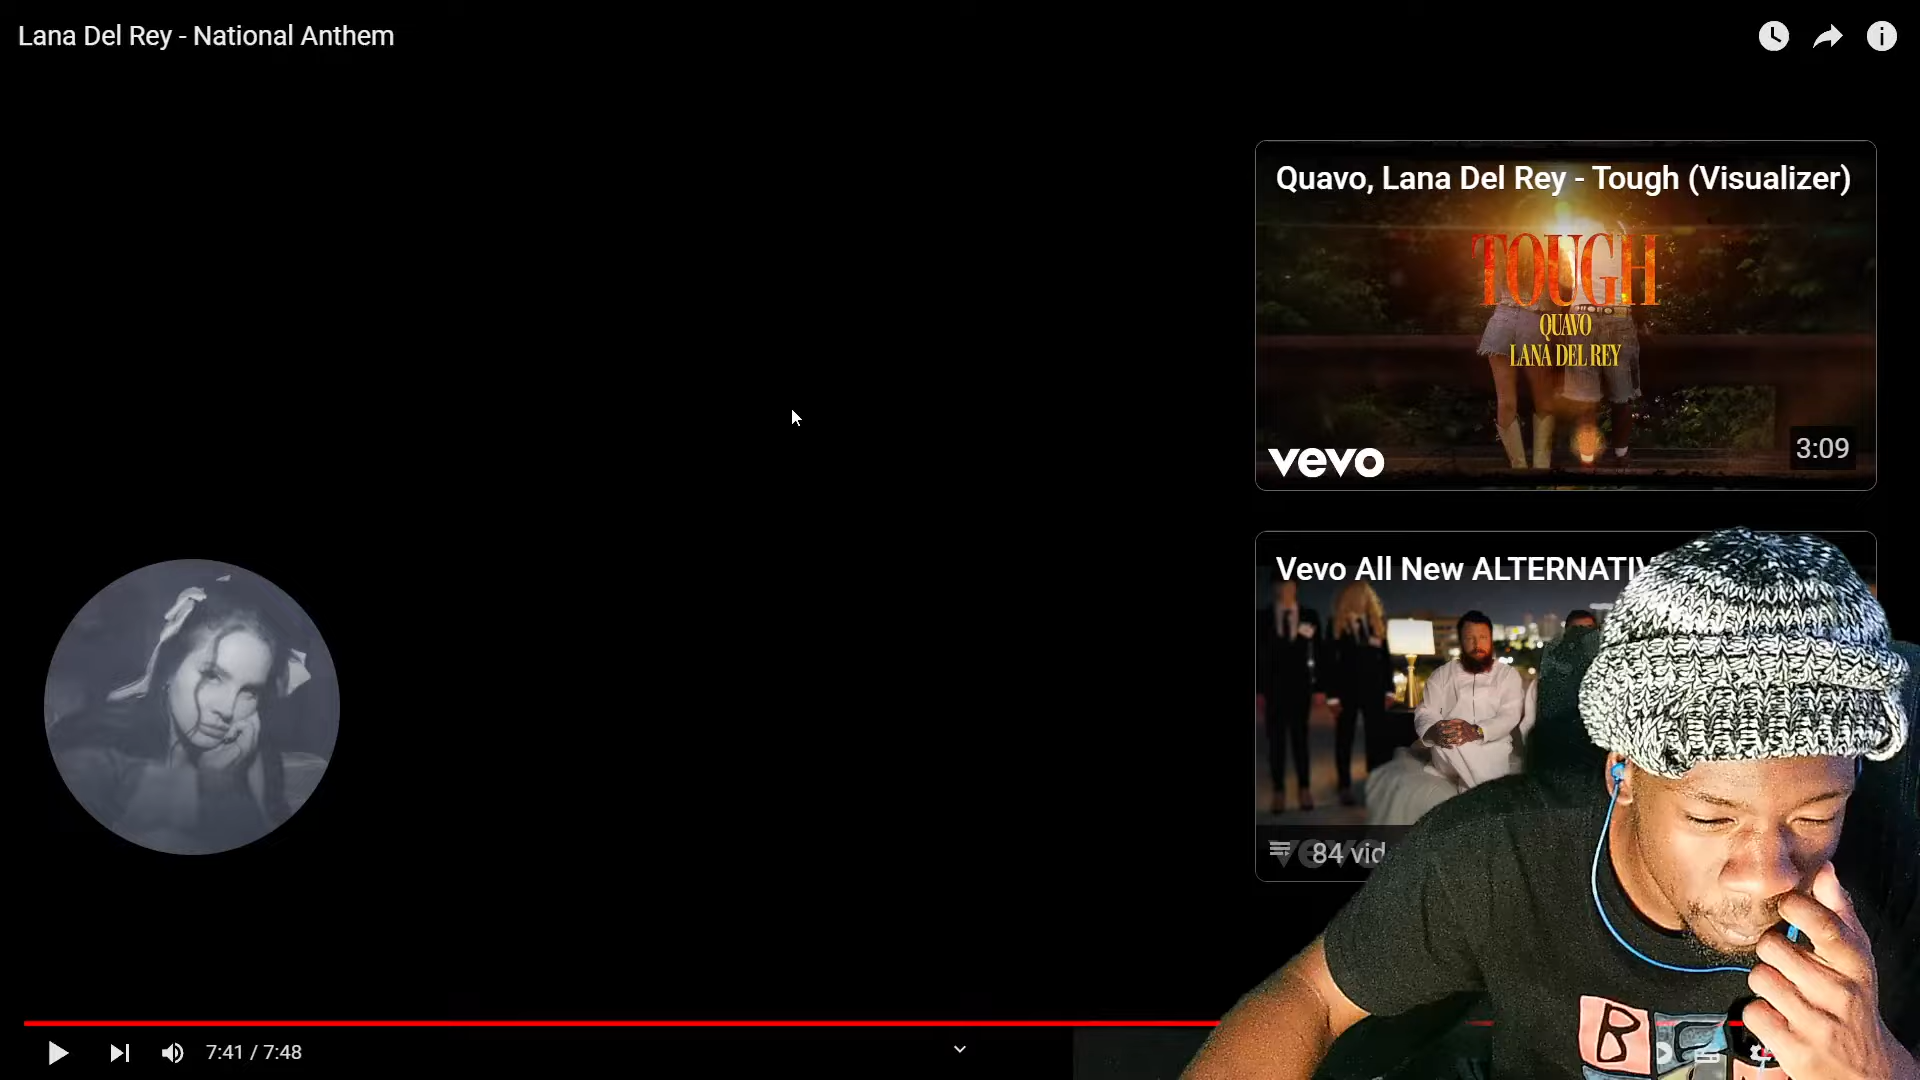 Lana Del Rey - National Anthem
Quavo, Lana Del Rey - Tough (Visualizer)
TOUGH
QUAVO
LANA DEL REY
vevo
3:09
Vevo All New ALTERNATIV
84 vid
7:41 / 7:48